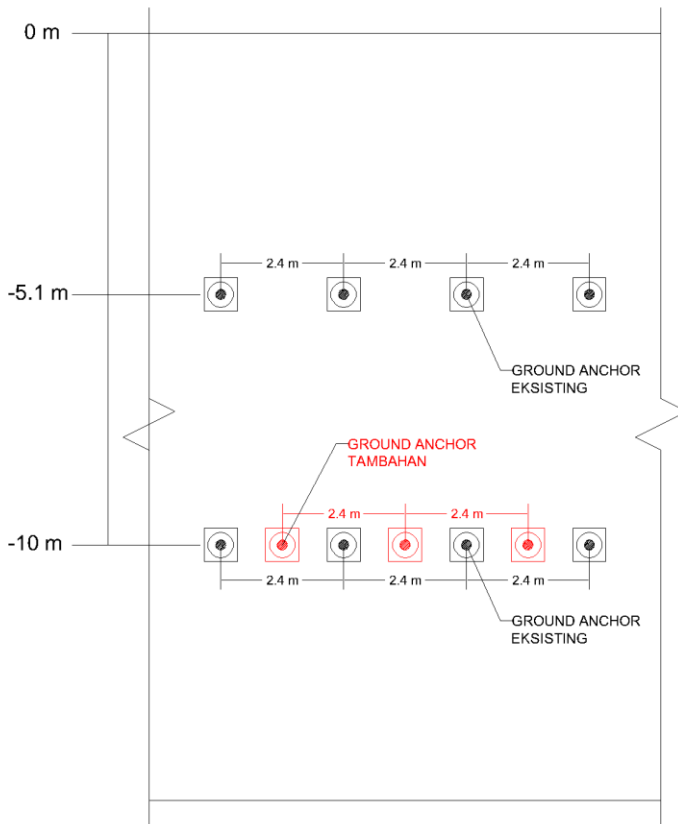 0 m
2.4 m
2.4 m
2.4 m
-5.1 m
GROUND ANCHOR
EKSISTING
GROUND ANCHOR
TAMBAHAN
2.4 m
2.4 m
-10 m
2.4 m
2.4 m
2.4 m
GROUND ANCHOR
EKSISTING